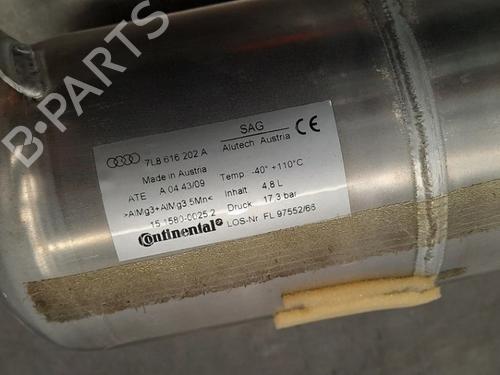 7L8 616 202 A
Made in Austria
ATE A 04 43/09
>AlMg3+AlMg3.5Mn<
15.1580-0025.2
Continental
SAG
Alutech Austria
CE
Temp -40° +110°C
Inhalt 4,8 L
Druck 17.3 bar
LOS-Nr. FL 97552/66
B-Parts